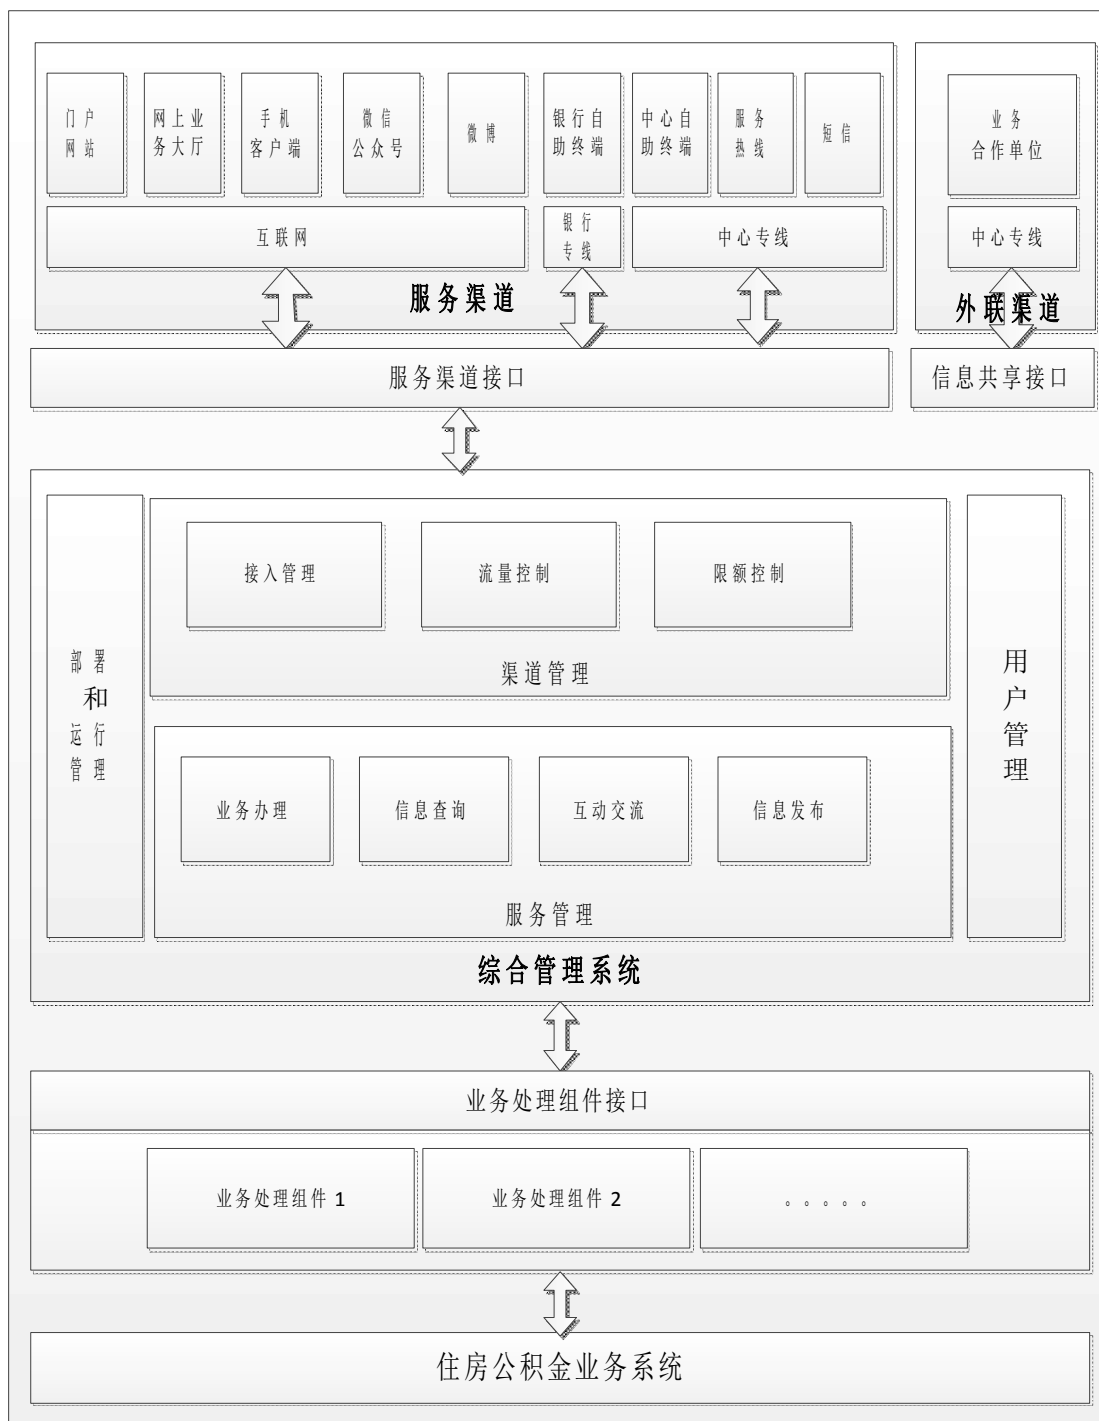 门户
网站
网上业
务大厅
手机
客户端
微信
公众号
微博
银行自
助终端
中心自
助终端
服务
热线
短信
业务
合作单位
互联网
银行
专线
中心专线
中心专线
服务渠道
外联渠道
服务渠道接口
信息共享接口
部署
和
运行
管理
接入管理
流量控制
限额控制
渠道管理
用
户
管
理
业务办理
信息查询
互动交流
信息发布
服务管理
综合管理系统
业务处理组件接口
业务处理组件 1
业务处理组件 2
。。。。。
住房公积金业务系统